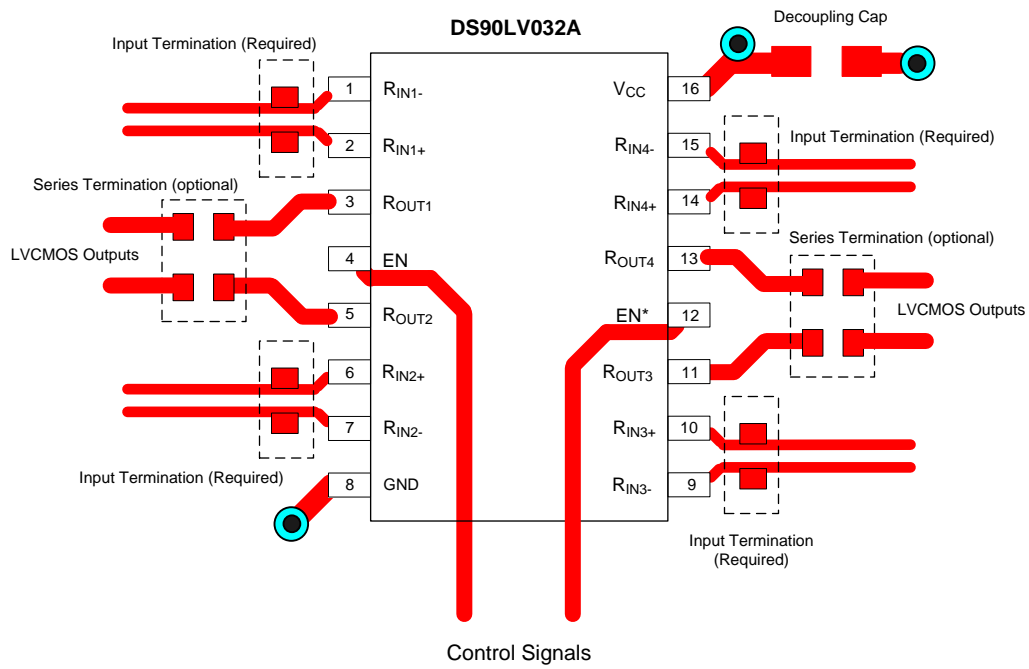 DS90LV032A
Decoupling Cap
Input Termination (Required)
1 RIN1-
2 RIN1+
Series Termination (optional)
3 ROUT1
LVCMOS Outputs
4 EN
5 ROUT2
6 RIN2+
7 RIN2-
Input Termination (Required)
8 GND
VCC 16
RIN4- 15
Input Termination (Required)
RIN4+ 14
Series Termination (optional)
ROUT4 13
EN* 12
LVCMOS Outputs
ROUT3 11
RIN3+ 10
RIN3- 9
Input Termination
(Required)
Control Signals